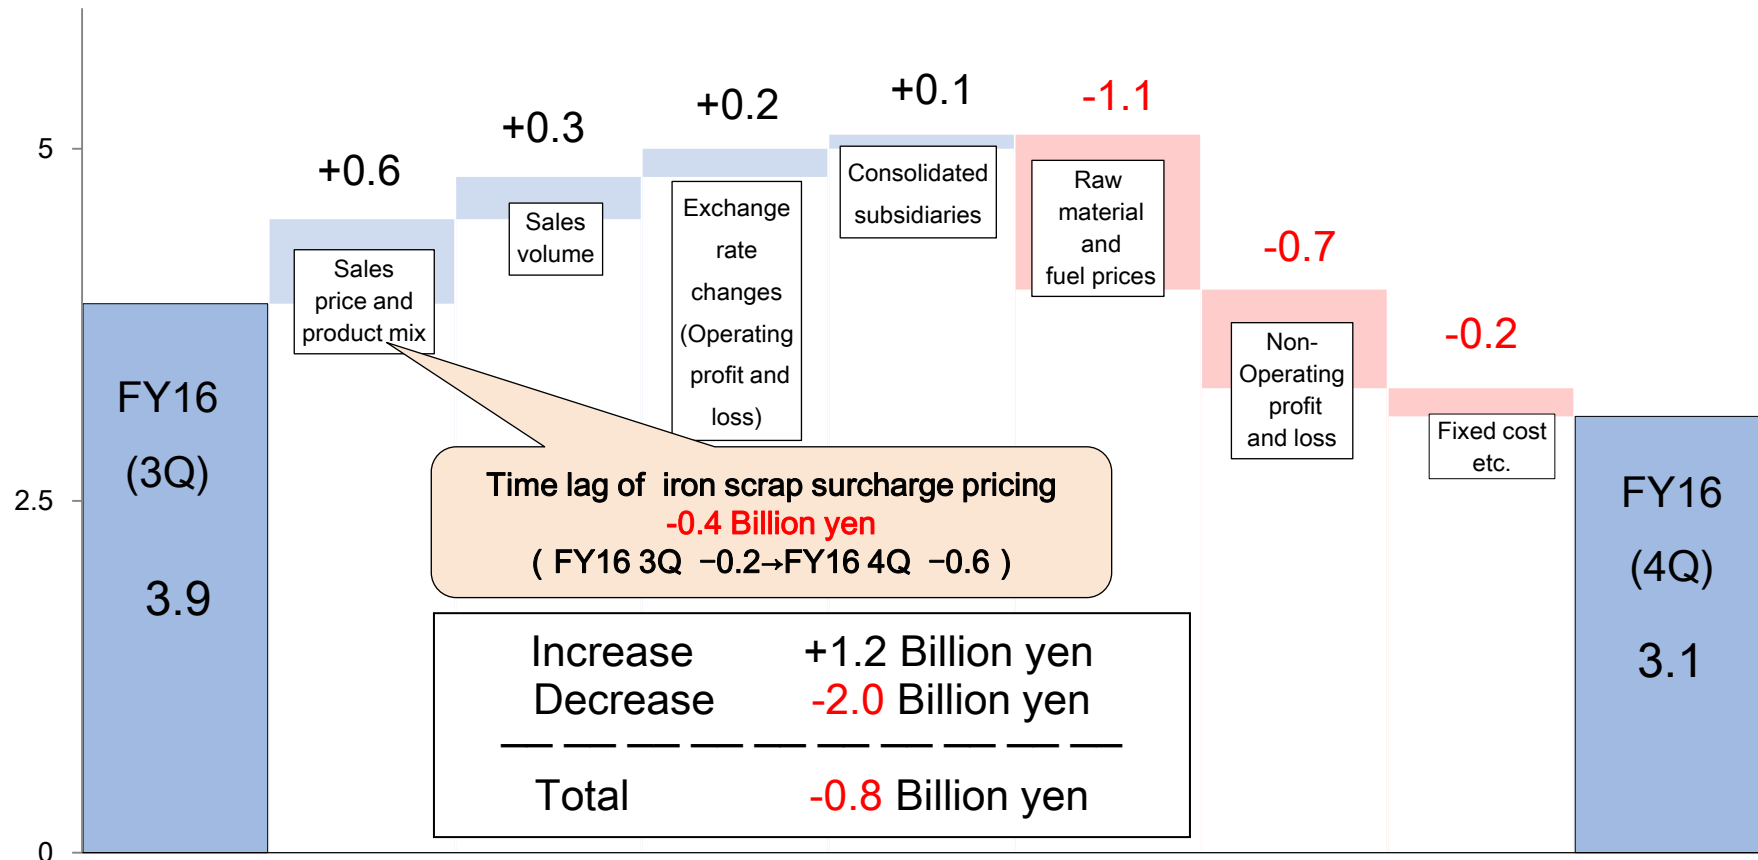 5
2.5
0
FY16
(3Q)
3.9
+0.6
Sales
price and
product mix
+0.3
Sales
volume
+0.2
Exchange
rate
changes
(Operating
profit and
loss)
+0.1
Consolidated
subsidiaries
-1.1
Raw
material
and
fuel prices
-0.7
Non-
Operating
profit
and loss
-0.2
Fixed cost
etc.
FY16
(4Q)
3.1
Time lag of iron scrap surcharge pricing
-0.4 Billion yen
( FY16 3Q −0.2→FY16 4Q −0.6 )
Increase +1.2 Billion yen
Decrease -2.0 Billion yen
Total -0.8 Billion yen